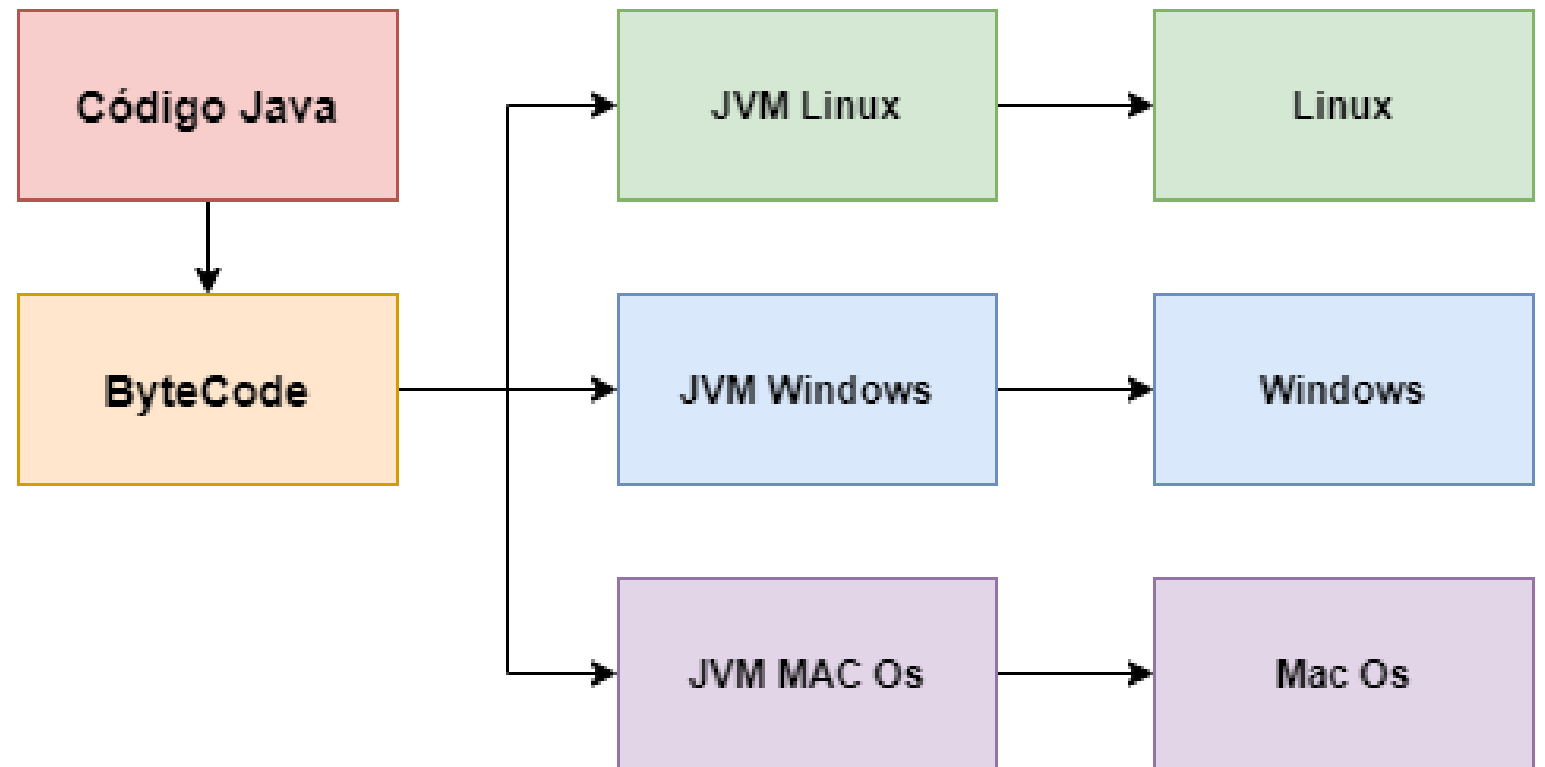 Código Java
JVM Linux
Linux
ByteCode
JVM Windows
Windows
JVM MAC Os
Mac Os